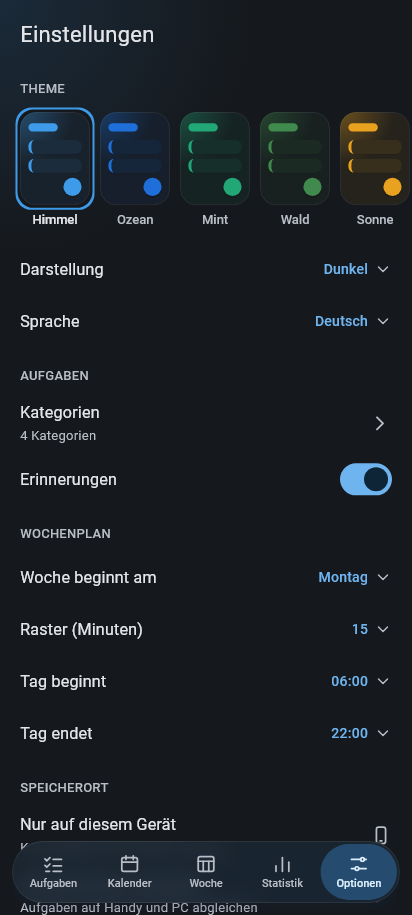 Einstellungen
THEME
Himmel Ozean Mint Wald Sonne
Darstellung Dunkel
Sprache Deutsch
AUFGABEN
Kategorien
4 Kategorien
Erinnerungen
WOCHENPLAN
Woche beginnt am Montag
Raster (Minuten) 15
Tag beginnt 06:00
Tag endet 22:00
SPEICHERORT
Nur auf diesem Gerät
Aufgaben Kalender Woche Statistik Optionen
Aufgaben auf Handy und PC abgleichen